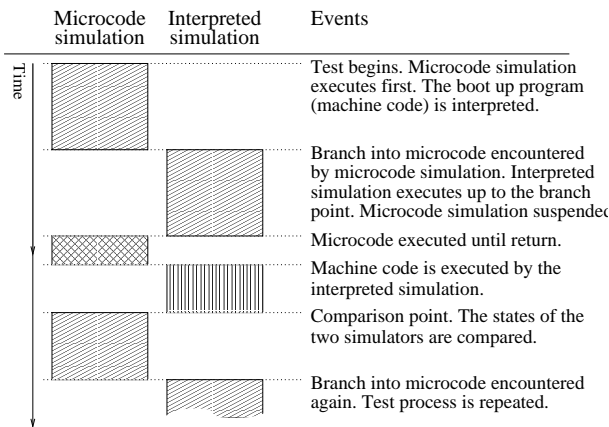 Microcode simulation
Interpreted simulation
Events
Time
Test begins. Microcode simulation
executes first. The boot up program
(machine code) is interpreted.
Branch into microcode encountered
by microcode simulation. Interpreted
simulation executes up to the branch
point. Microcode simulation suspended
Microcode executed until return.
Machine code is executed by the
interpreted simulation.
Comparison point. The states of the
two simulators are compared.
Branch into microcode encountered
again. Test process is repeated.